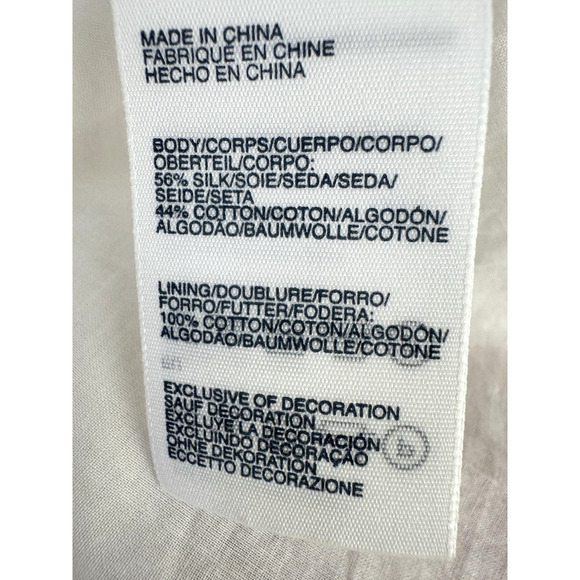 MADE IN CHINA
FABRIQUÉ EN CHINE
HECHO EN CHINA
BODY/CORPS/CUERPO/CORPO/
OBERTEIL/CORPO:
56% SILK/SOIE/SEDA/SEDA/
SEIDE/SETA
44% COTTON/COTON/ALGODÓN/
ALGODÃO/BAUMWOLLE/COTONE
LINING/DOUBLURE/FORRO/
FORRO/FUTTER/FODERA:
100% COTTON/COTON/ALGODÓN/
ALGODÃO/BAUMWOLLE/COTONE
EXCLUSIVE OF DECORATION
SAUF DÉCORATION
EXCLUYE LA DECORACIÓN
EXCLUINDO DECORAÇÃO
OHNE DEKORATION
ECCETTO DECORAZIONE